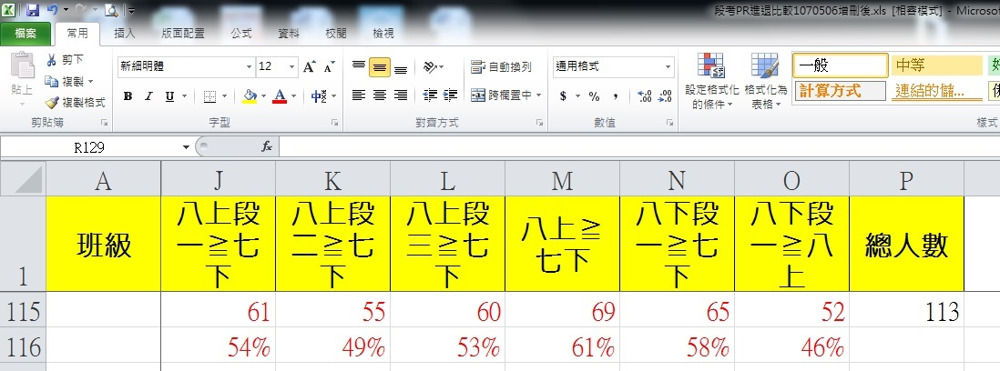 段考PR進退比較1070506增刪後.xls [相容模式] - Microsof
檔案 常用 插入 版面配置 公式 資料 校閱 檢視
貼上 剪下
複製
複製格式
新細明體 12
B I U A 中
自動換列
跨欄置中
通用格式
$ % ,
設定格式化的條件
格式化為表格
一般 中等
計算方式 連結的儲...
剪貼簿 字型 對齊方式 數值 樣式
R129 fx
A J K L M N O P
1
班級
八上段一≧七下
八上段二≧七下
八上段三≧七下
八上≧七下
八下段一≧七下
八下段一≧八上
總人數
115 61 55 60 69 65 52 113
116 54% 49% 53% 61% 58% 46%